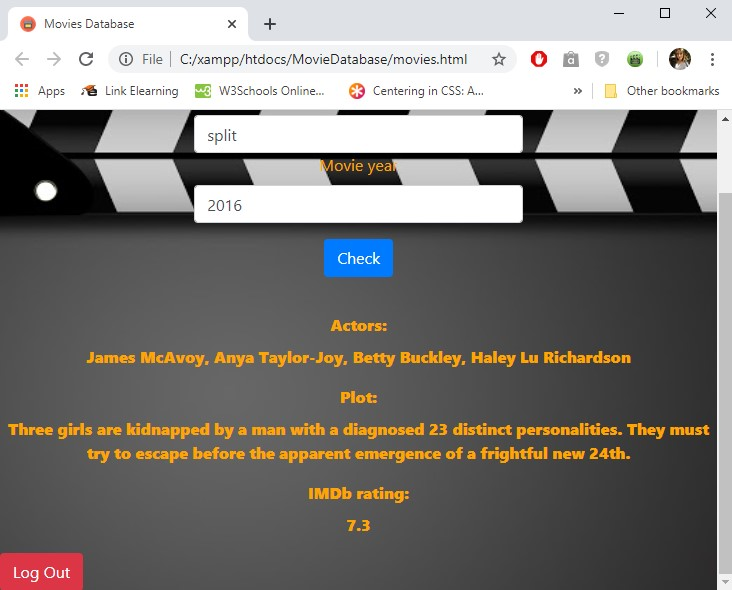 Movies Database
File
C:/xampp/htdocs/MovieDatabase/movies.html
Apps
Link Elearning
W3Schools Online...
Centering in CSS: A...
»
Other bookmarks
split
Movie year
2016
Check
Actors:
James McAvoy, Anya Taylor-Joy, Betty Buckley, Haley Lu Richardson
Plot:
Three girls are kidnapped by a man with a diagnosed 23 distinct personalities. They must
try to escape before the apparent emergence of a frightful new 24th.
IMDb rating:
7.3
Log Out